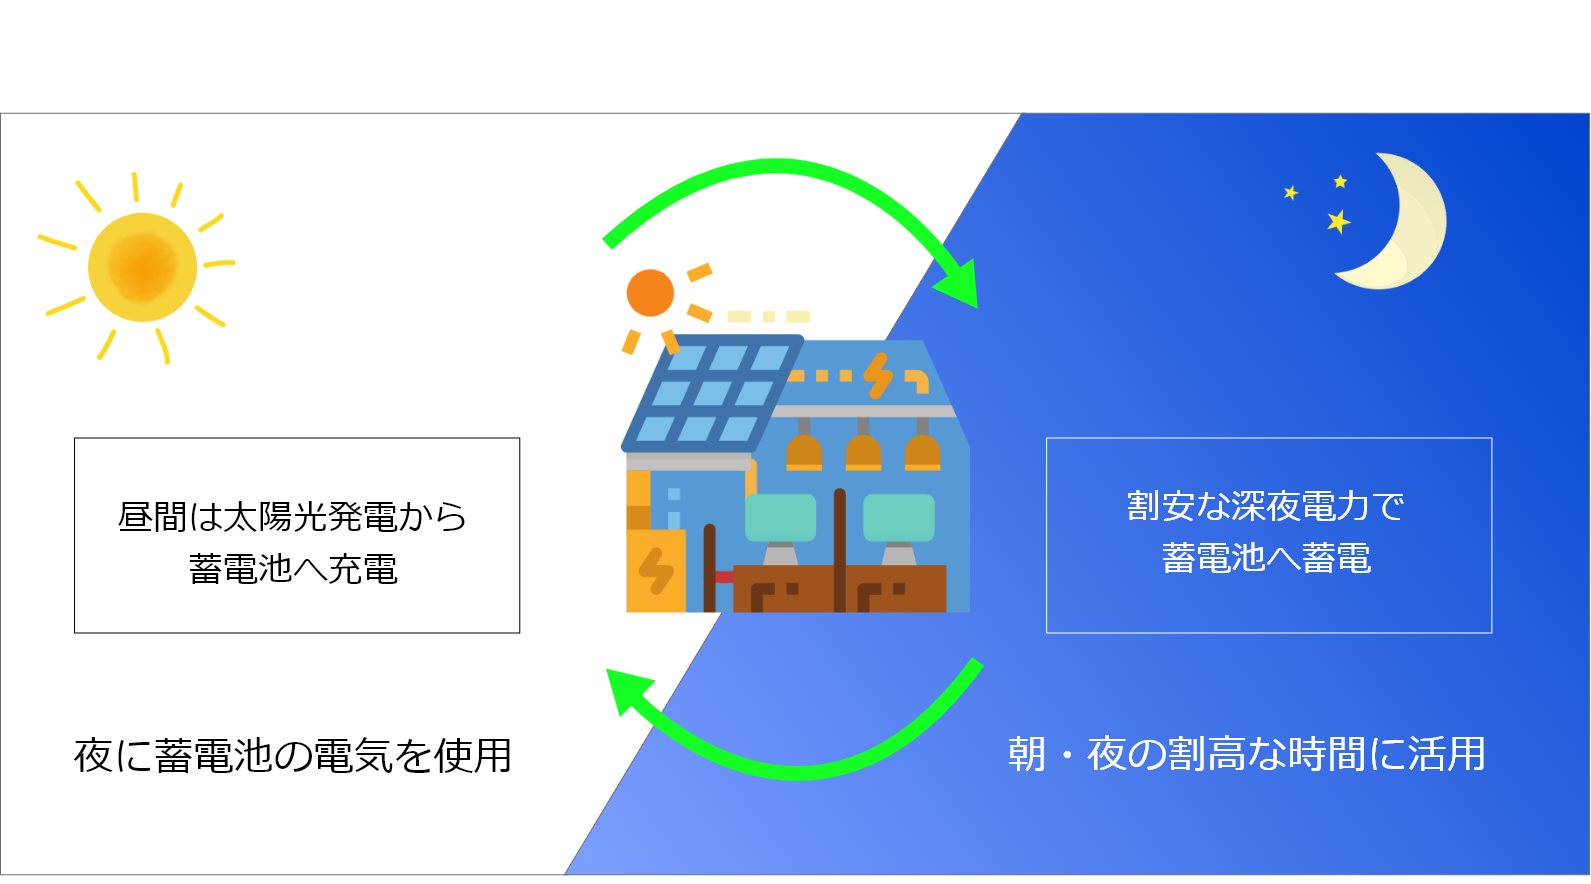 昼間は太陽光発電から
蓄電池へ充電
夜に蓄電池の電気を使用
割安な深夜電力で
蓄電池へ蓄電
朝・夜の割高な時間に活用